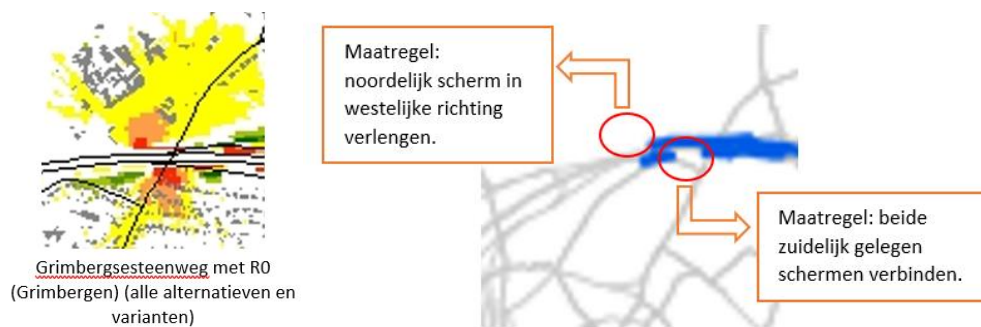 Maatregel:
noordelijk scherm in
westelijke richting
verlengen.
Grimbergsesteenweg met R0
(Grimbergen) (alle alternatieven en
varianten)
Maatregel: beide
zuidelijk gelegen
schermen verbinden.